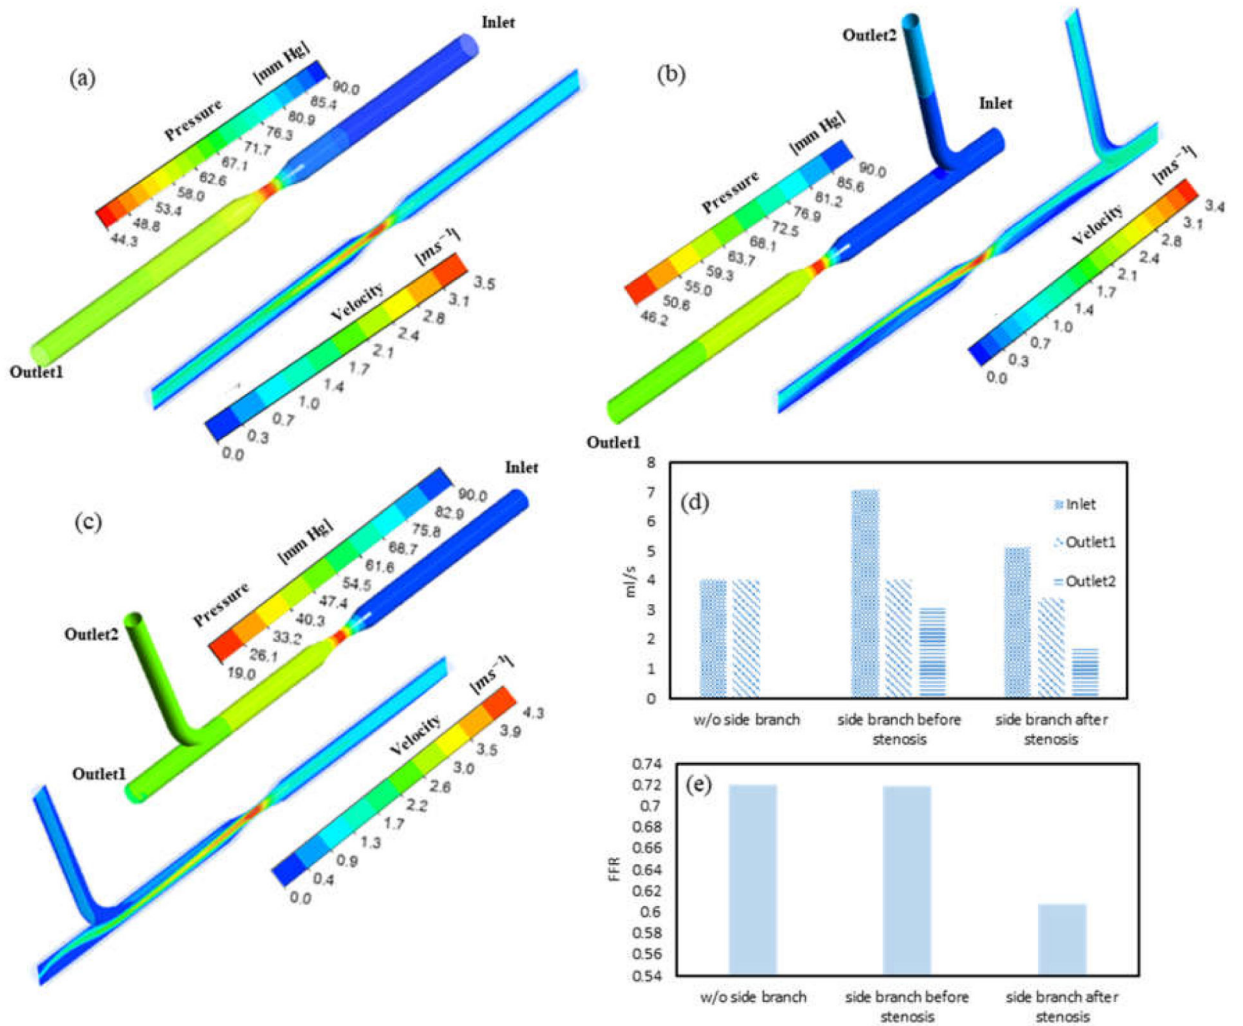 (a)
Inlet
Pressure
[mm Hg]
90.0
85.4
80.9
76.3
71.7
67.1
62.6
58.0
53.4
48.8
44.3
Outlet1
Velocity
[ms⁻¹]
3.5
3.1
2.8
2.4
2.1
1.7
1.4
1.0
0.7
0.3
0.0
(b)
Outlet2
Inlet
Pressure
[mm Hg]
90.0
85.6
81.2
76.9
72.5
68.1
63.7
59.3
55.0
50.6
46.2
Outlet1
Velocity
[ms⁻¹]
3.4
3.1
2.8
2.4
2.1
1.7
1.4
1.0
0.7
0.3
0.0
(c)
Inlet
Pressure
[mm Hg]
90.0
82.9
75.8
68.7
61.6
54.5
47.4
40.3
33.2
26.1
19.0
Outlet2
Outlet1
Velocity
[ms⁻¹]
4.3
3.9
3.5
3.0
2.6
2.2
1.7
1.3
0.9
0.4
0.0
(d)
8
7
6
5
4
3
2
1
0
ml/s
Inlet
Outlet1
Outlet2
w/o side branch
side branch before
stenosis
side branch after
stenosis
(e)
0.74
0.72
0.7
0.68
0.66
0.64
0.62
0.6
0.58
0.56
0.54
FFR
w/o side branch
side branch before
stenosis
side branch after
stenosis